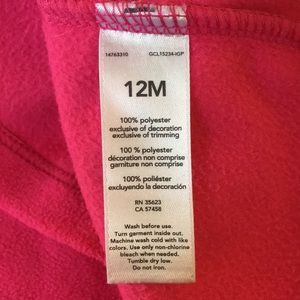 14763310 GCL15234-IGP
12M
100% polyester
exclusive of decoration
exclusive of trimming
100 % polyester
décoration non comprise
garniture non comprise
100% poliéster
excluyendo la decoración
RN 35623
CA 57458
Wash before use.
Turn garment inside out.
Machine wash cold with like
colors. Use only non-chlorine
bleach when needed.
Tumble dry low.
Do not iron.